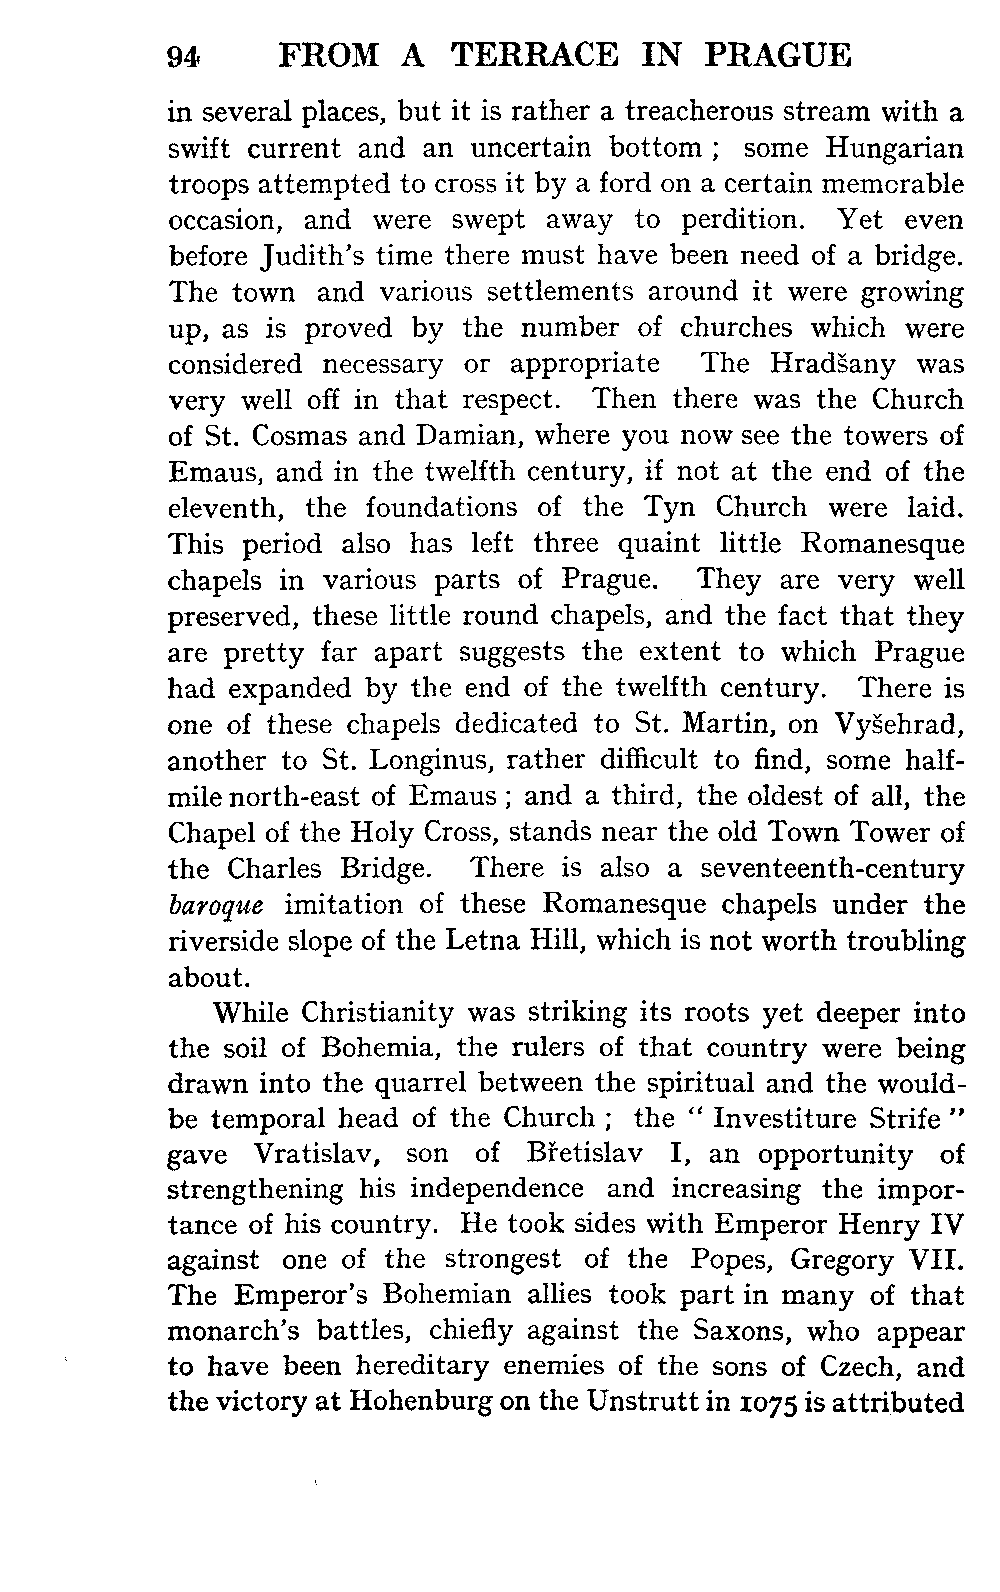 94 FROM A TERRACE IN PRAGUE
in several places, but it is rather a treacherous stream with a
swift current and an uncertain bottom ; some Hungarian
troops attempted to cross it by a ford on a certain memorable
occasion, and were swept away to perdition. Yet even
before Judith's time there must have been need of a bridge.
The town and various settlements around it were growing
up, as is proved by the number of churches which were
considered necessary or appropriate The Hradšany was
very well off in that respect. Then there was the Church
of St. Cosmas and Damian, where you now see the towers of
Emaus, and in the twelfth century, if not at the end of the
eleventh, the foundations of the Tyn Church were laid.
This period also has left three quaint little Romanesque
chapels in various parts of Prague. They are very well
preserved, these little round chapels, and the fact that they
are pretty far apart suggests the extent to which Prague
had expanded by the end of the twelfth century. There is
one of these chapels dedicated to St. Martin, on Vyšehrad,
another to St. Longinus, rather difficult to find, some half-
mile north-east of Emaus ; and a third, the oldest of all, the
Chapel of the Holy Cross, stands near the old Town Tower of
the Charles Bridge. There is also a seventeenth-century
baroque imitation of these Romanesque chapels under the
riverside slope of the Letna Hill, which is not worth troubling
about.
While Christianity was striking its roots yet deeper into
the soil of Bohemia, the rulers of that country were being
drawn into the quarrel between the spiritual and the would-
be temporal head of the Church ; the " Investiture Strife "
gave Vratislav, son of Břetislav I, an opportunity of
strengthening his independence and increasing the impor-
tance of his country. He took sides with Emperor Henry IV
against one of the strongest of the Popes, Gregory VII.
The Emperor's Bohemian allies took part in many of that
monarch's battles, chiefly against the Saxons, who appear
to have been hereditary enemies of the sons of Czech, and
the victory at Hohenburg on the Unstrutt in 1075 is attributed